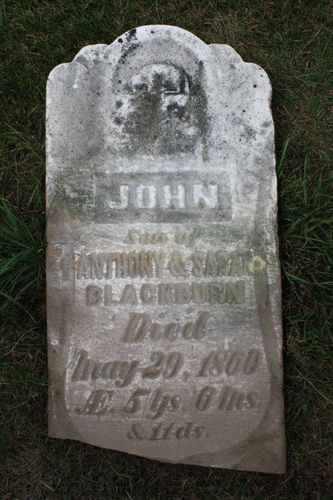 JOHN
Son of
ANTHONY & SARAH
BLACKBURN
Died
May 29, 1860
Æ. 5 ys. 6 ms.
& 11 ds.